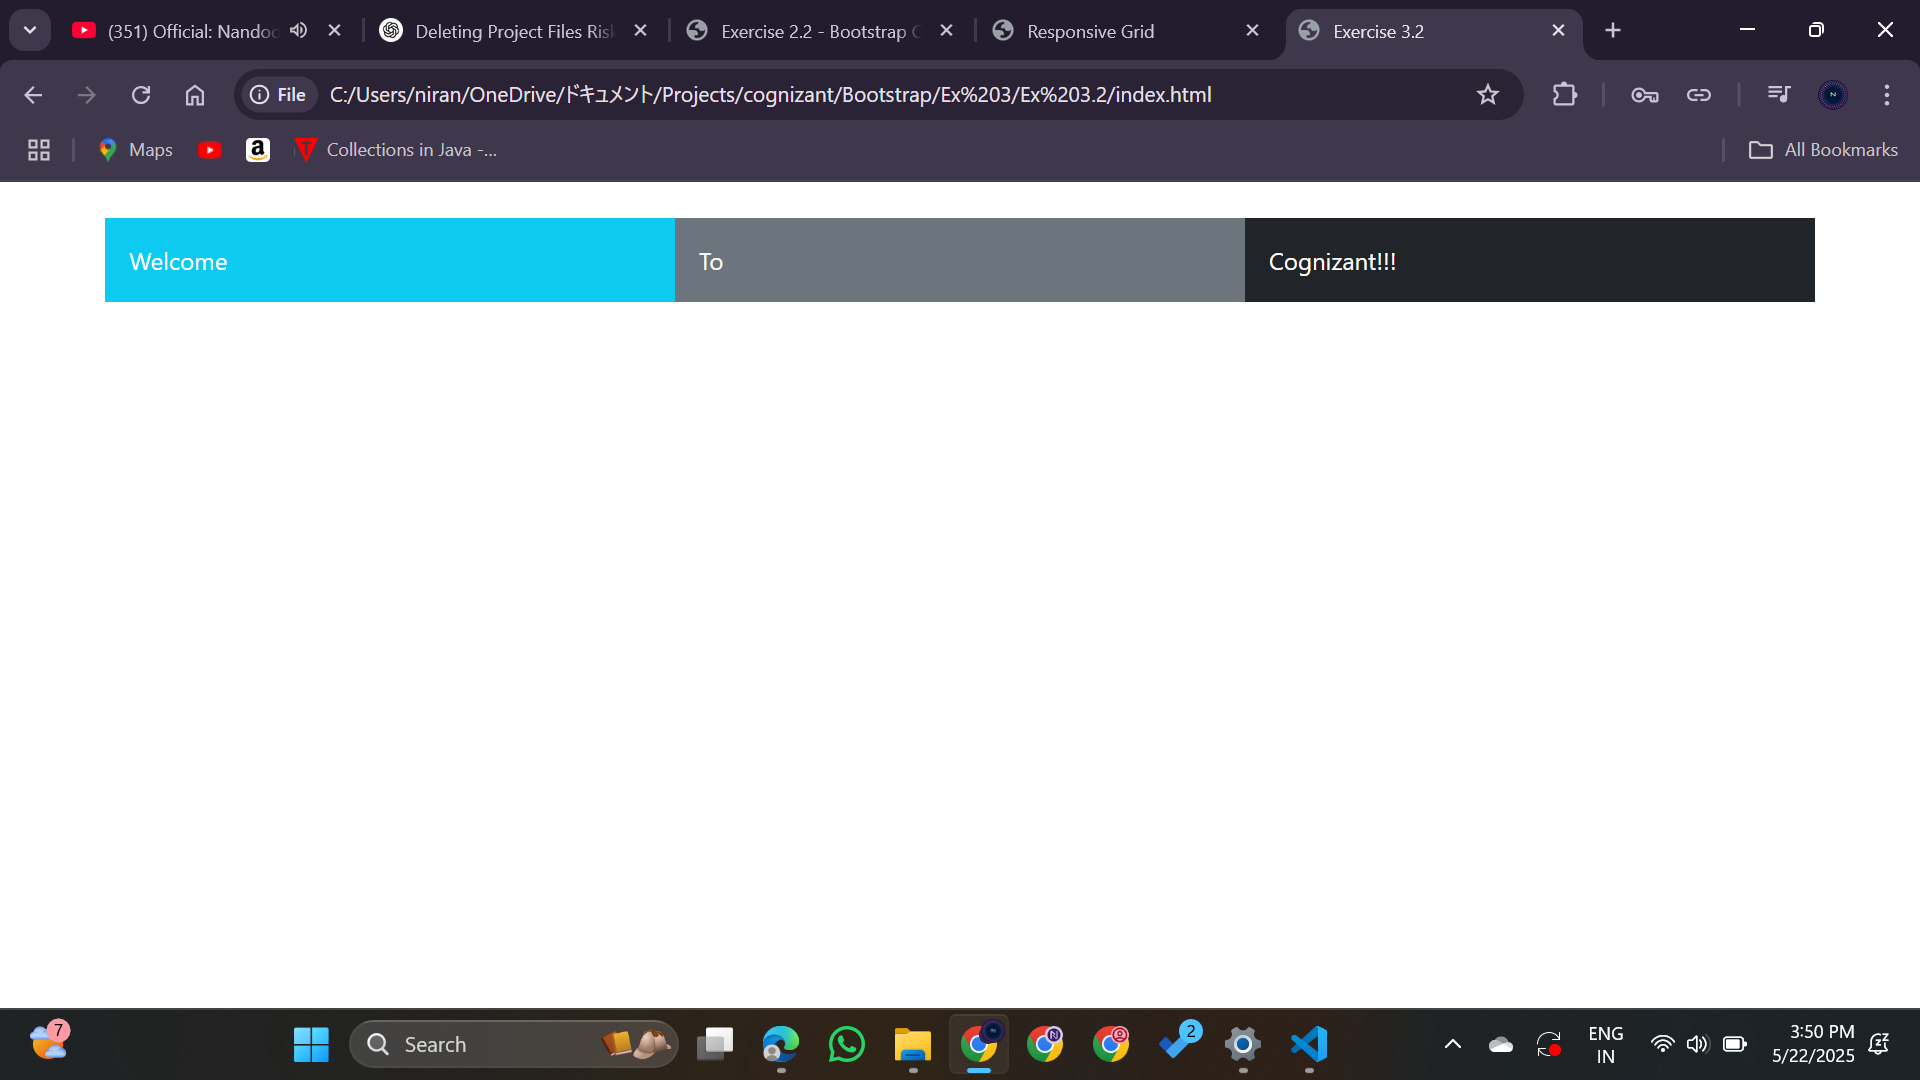 (351) Official: Nandoo
Deleting Project Files Ris
Exercise 2.2 - Bootstrap
Responsive Grid
Exercise 3.2
File
C:/Users/niran/OneDrive/ドキュメント/Projects/cognizant/Bootstrap/Ex%203/Ex%203.2/index.html
N
Maps
a
T
Collections in Java -...
All Bookmarks
Welcome
To
Cognizant!!!
7
Search
N
2
ENG
IN
3:50 PM
5/22/2025